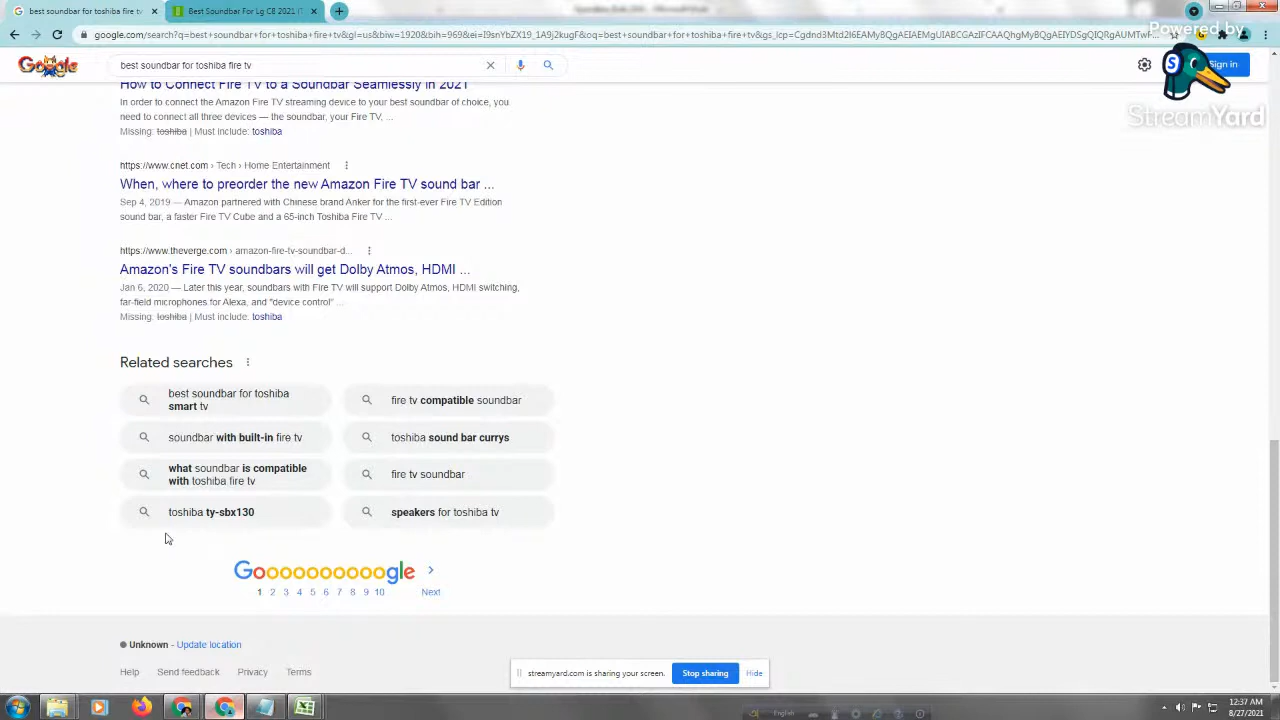 best soundbar for toshiba fire tv
Best Soundbar For Lg C8 2021 (T
google.com/search?q=best+soundbar+for+toshiba+fire+tv&gl=us&biw=1920&bih=
Powered by
Google
best soundbar for toshiba fire tv
Sign in
StreamYard
How to Connect Fire TV to a Soundbar Seamlessly in 2021
In order to connect the Amazon Fire TV streaming device to your best soundbar of choice, you
need to connect all three devices — the soundbar, your Fire TV, ...
Missing: toshiba | Must include: toshiba
https://www.cnet.com › Tech › Home Entertainment
When, where to preorder the new Amazon Fire TV sound bar ...
Sep 4, 2019 — Amazon partnered with Chinese brand Anker for the first-ever Fire TV Edition
sound bar, a faster Fire TV Cube and a 65-inch Toshiba Fire TV ...
https://www.theverge.com › amazon-fire-tv-soundbar-d...
Amazon's Fire TV soundbars will get Dolby Atmos, HDMI ...
Jan 6, 2020 — Later this year, soundbars with Fire TV will support Dolby Atmos, HDMI switching,
far-field microphones for Alexa, and "device control" ...
Missing: toshiba | Must include: toshiba
Related searches
best soundbar for toshiba
smart tv
fire tv compatible soundbar
soundbar with built-in fire tv
toshiba sound bar currys
what soundbar is compatible
with toshiba fire tv
fire tv soundbar
toshiba ty-sbx130
speakers for toshiba tv
Goooooooooogle
1 2 3 4 5 6 7 8 9 10 Next
Unknown - Update location
Help Send feedback Privacy Terms
streamyard.com is sharing your screen. Stop sharing Hide
English
12:37 AM
8/27/2021